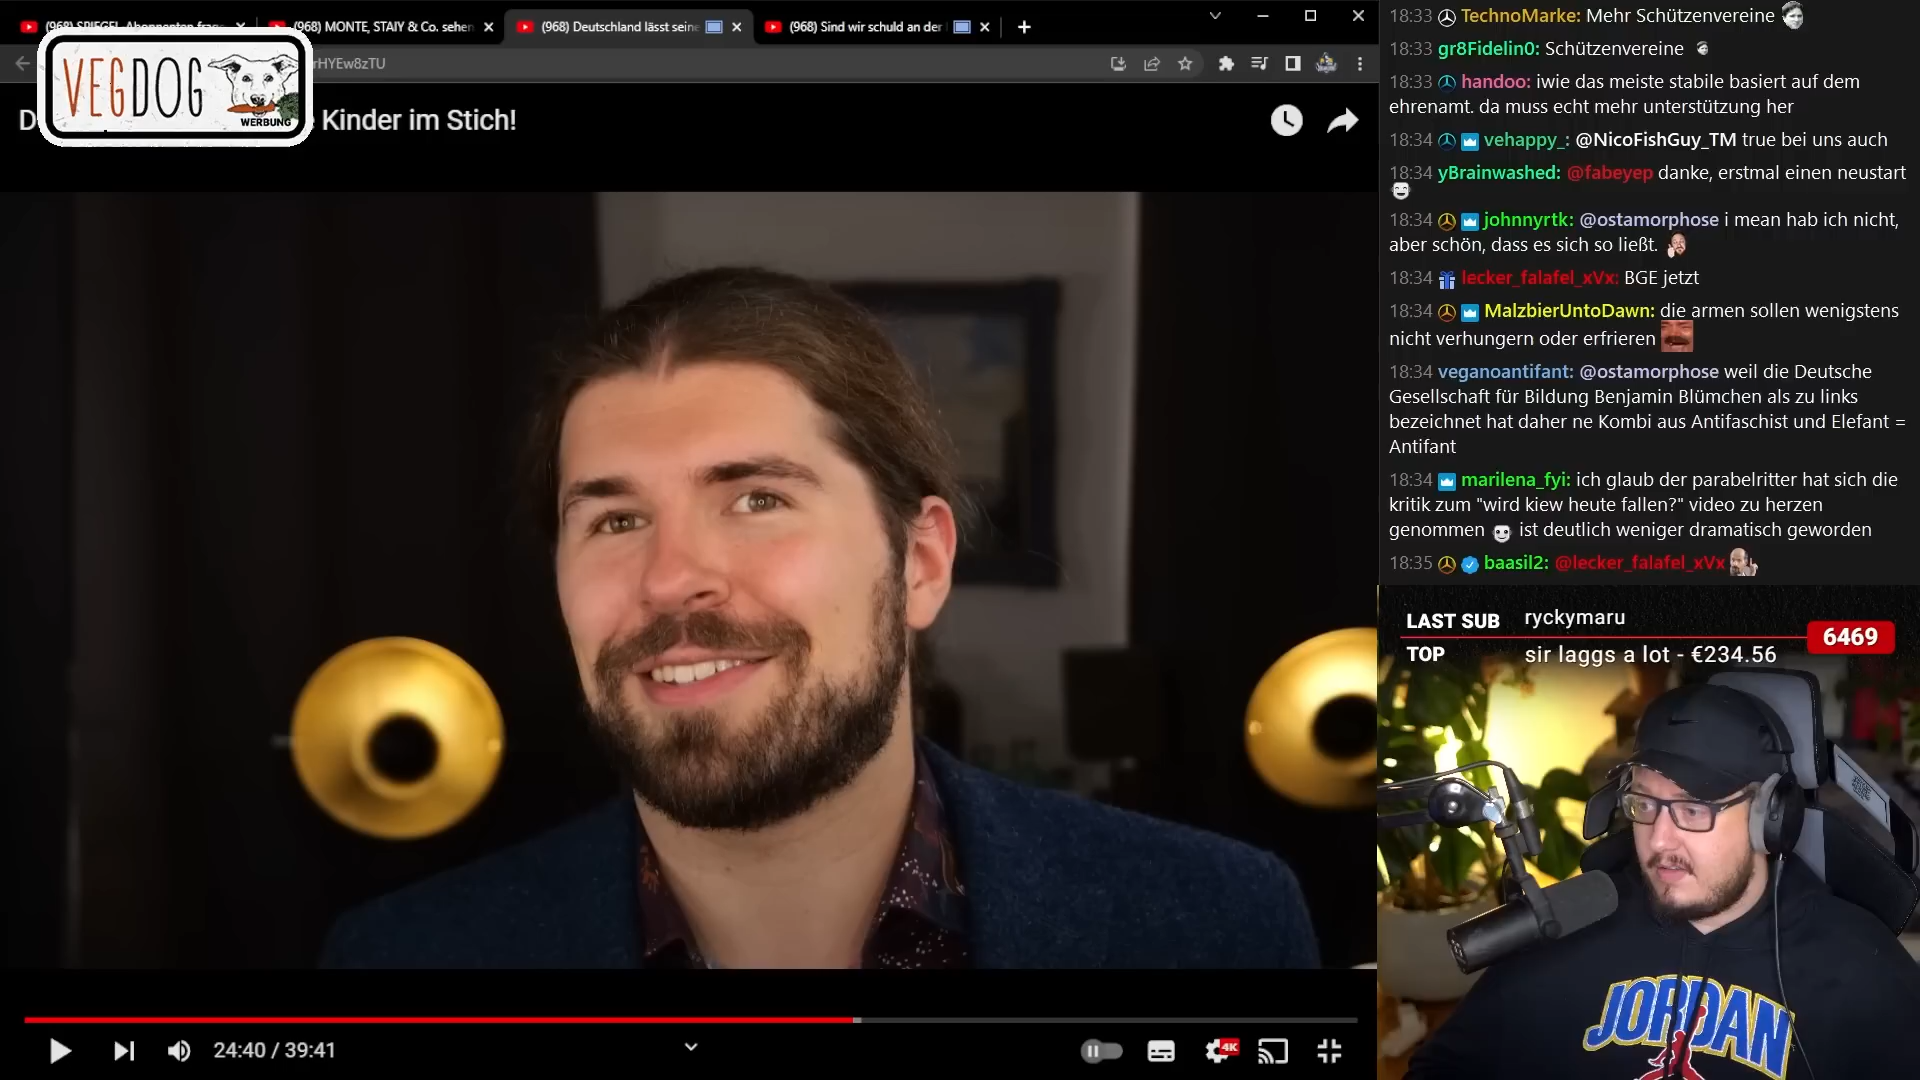 (968) SPIEGEL-Abonnenten frage
(968) MONTE, STAIY & Co. sehen
(968) Deutschland lässt seine
(968) Sind wir schuld an der
rHYEw8zTU
VEGDOG
WERBUNG
D
Kinder im Stich!
24:40 / 39:41
4K
18:33 TechnoMarke: Mehr Schützenvereine
18:33 gr8Fidelin0: Schützenvereine
18:33 handoo: iwie das meiste stabile basiert auf dem
ehrenamt. da muss echt mehr unterstützung her
18:34 vehappy_: @NicoFishGuy_TM true bei uns auch
18:34 yBrainwashed: @fabeyep danke, erstmal einen neustart
18:34 johnnyrtk: @ostamorphose i mean hab ich nicht,
aber schön, dass es sich so ließt.
18:34 lecker_falafel_xVx: BGE jetzt
18:34 MalzbierUntoDawn: die armen sollen wenigstens
nicht verhungern oder erfrieren
18:34 veganoantifant: @ostamorphose weil die Deutsche
Gesellschaft für Bildung Benjamin Blümchen als zu links
bezeichnet hat daher ne Kombi aus Antifaschist und Elefant =
Antifant
18:34 marilena_fyi: ich glaub der parabelritter hat sich die
kritik zum "wird kiew heute fallen?" video zu herzen
genommen ist deutlich weniger dramatisch geworden
18:35 baasil2: @lecker_falafel_xVx
LAST SUB ryckymaru
6469
TOP sir laggs a lot - €234.56
JORDAN